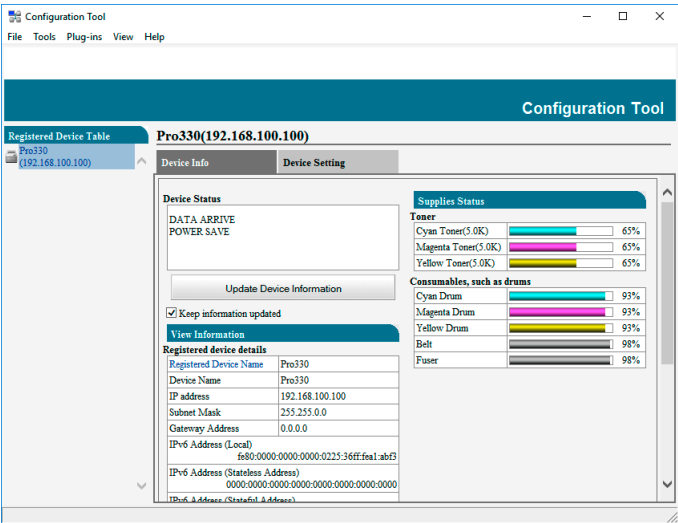 Configuration Tool
File Tools Plug-ins View Help
Configuration Tool
Registered Device Table
Pro330
(192.168.100.100)
Pro330(192.168.100.100)
Device Info Device Setting
Device Status
DATA ARRIVE
POWER SAVE
Update Device Information
Keep information updated
View Information
Registered device details
Registered Device Name Pro330
Device Name Pro330
IP address 192.168.100.100
Subnet Mask 255.255.0.0
Gateway Address 0.0.0.0
IPv6 Address (Local)
fe80:0000:0000:0000:0225:36ff:fea1:abf3
IPv6 Address (Stateless Address)
0000:0000:0000:0000:0000:0000:0000:0000
IPv6 Address (Stateful Address)
Supplies Status
Toner
Cyan Toner(5.0K) 65%
Magenta Toner(5.0K) 65%
Yellow Toner(5.0K) 65%
Consumables, such as drums
Cyan Drum 93%
Magenta Drum 93%
Yellow Drum 93%
Belt 98%
Fuser 98%